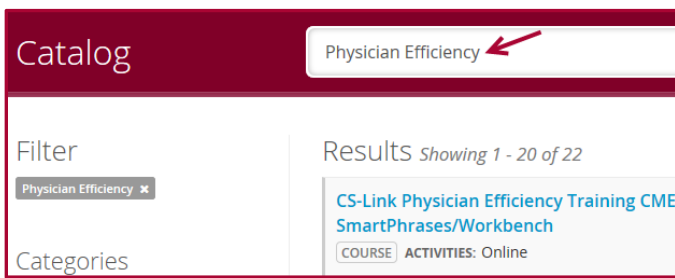 Catalog
Physician Efficiency
Filter
Physician Efficiency ×
Categories
Results Showing 1 - 20 of 22
CS-Link Physician Efficiency Training CME
SmartPhrases/Workbench
COURSE ACTIVITIES: Online